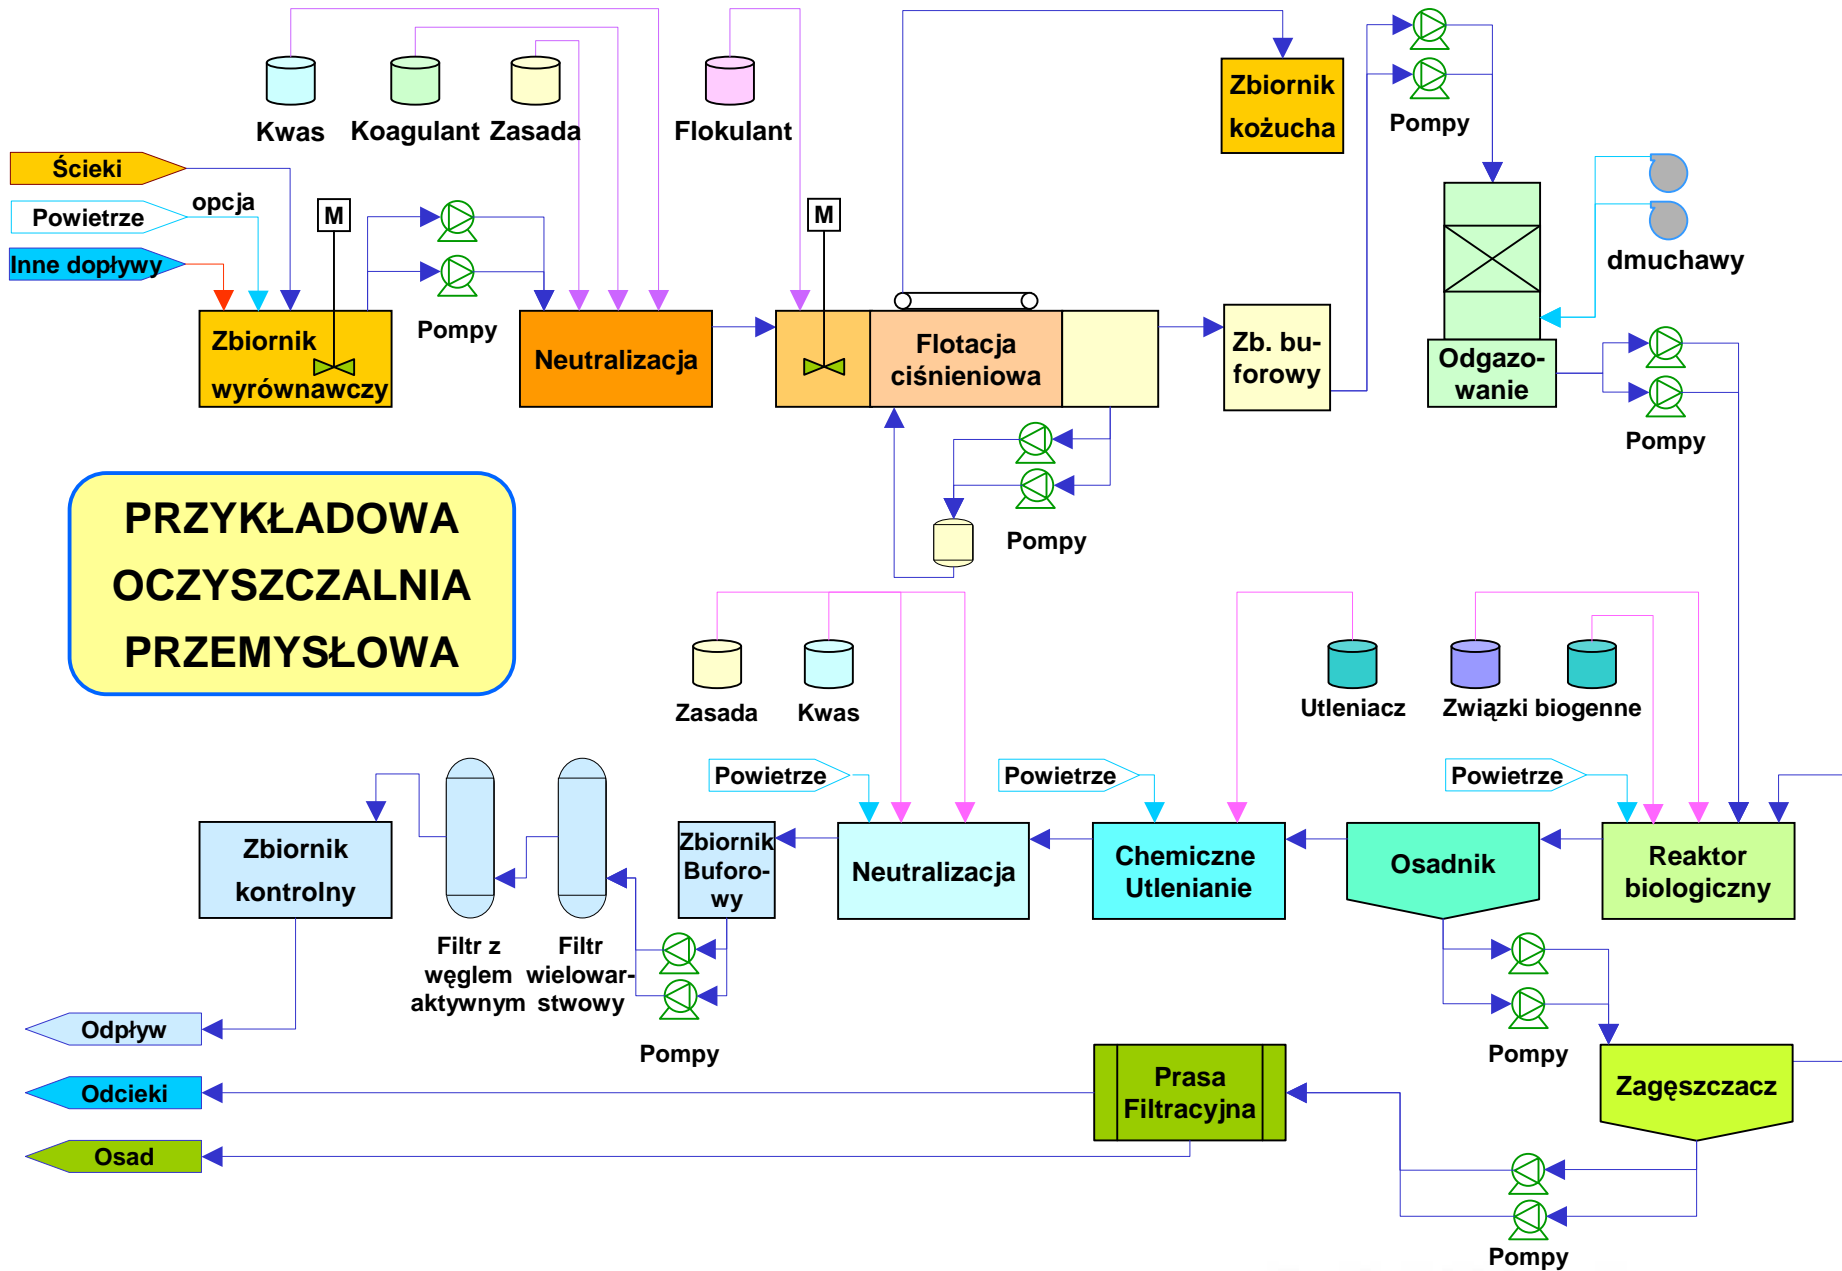 Kwas
Koagulant
Zasada
Flokulant
Zbiornik
kożucha
Pompy
Ścieki
Powietrze
opcja
Inne dopływy
M
M
dmuchawy
Zbiornik
wyrównawczy
Pompy
Neutralizacja
Flotacja
ciśnieniowa
Zb. bu-
forowy
Odgazo-
wanie
Pompy
Pompy
PRZYKŁADOWA
OCZYSZCZALNIA
PRZEMYSŁOWA
Zasada
Kwas
Utleniacz
Związki biogenne
Powietrze
Powietrze
Powietrze
Zbiornik
kontrolny
Zbiornik
Buforo-
wy
Neutralizacja
Chemiczne
Utlenianie
Osadnik
Reaktor
biologiczny
Filtr z
węglem
aktywnym
Filtr
wielowar-
stwowy
Pompy
Pompy
Odpływ
Odcieki
Osad
Prasa
Filtracyjna
Zagęszczacz
Pompy